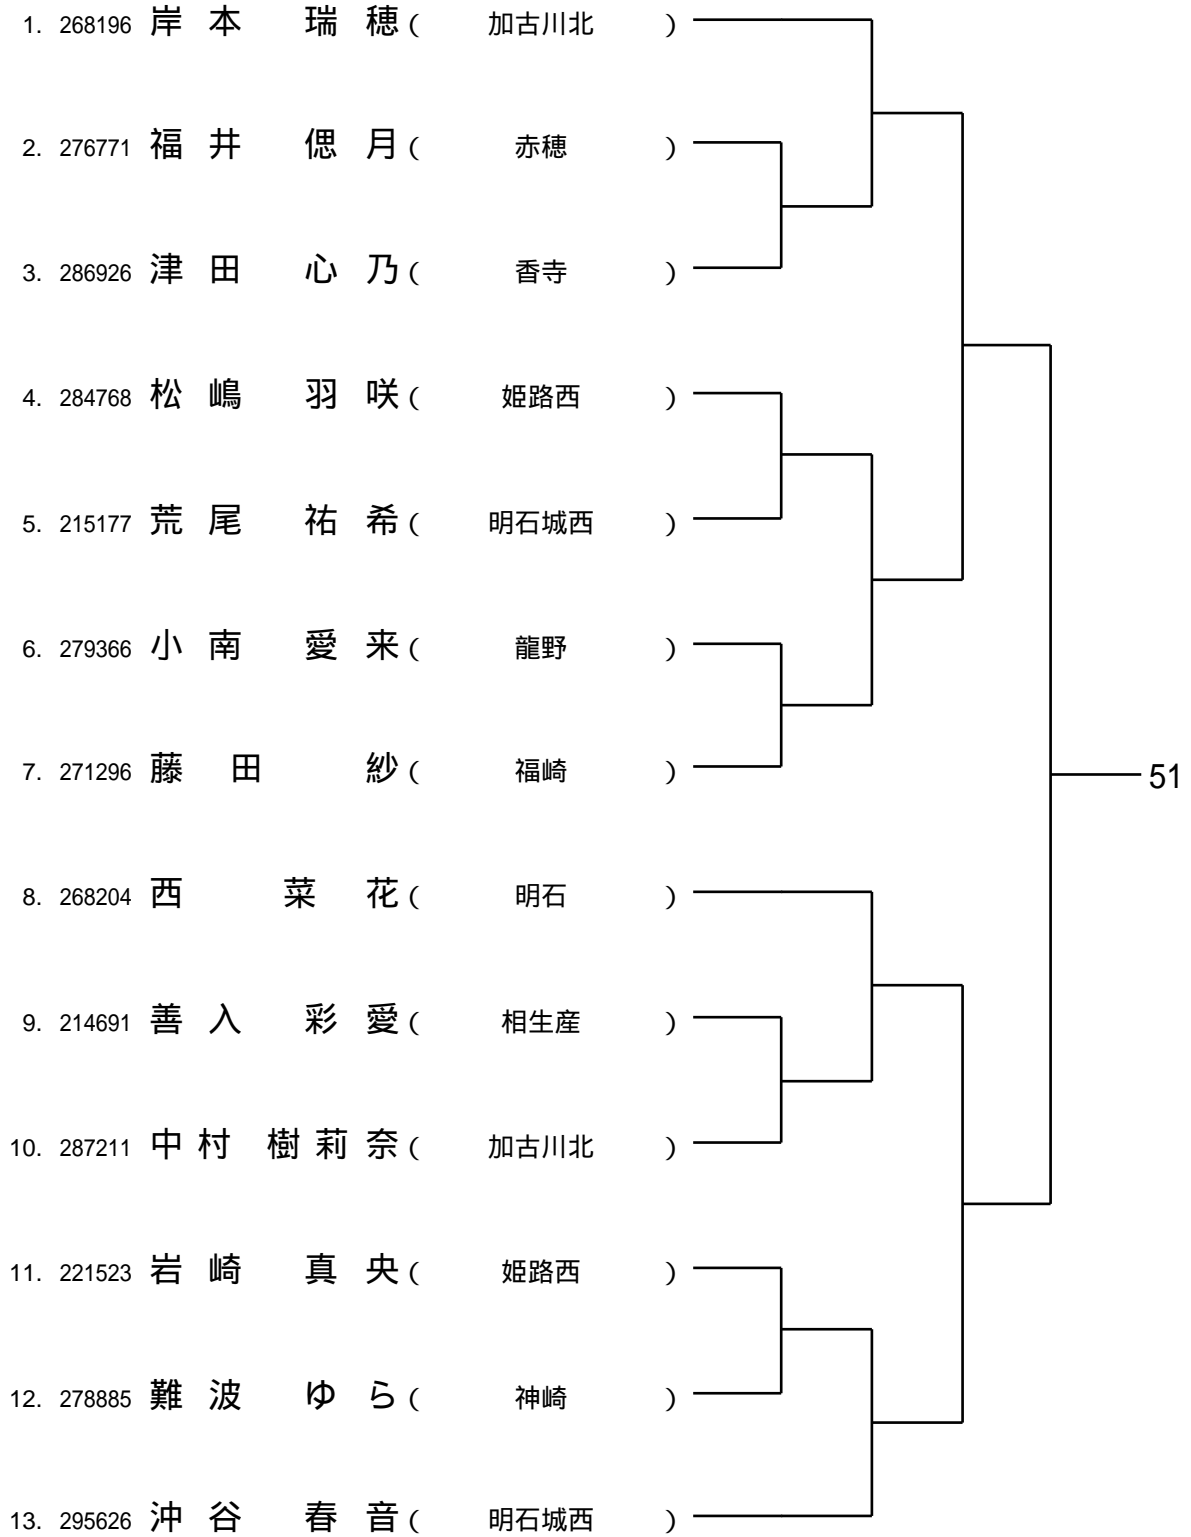 1. 268196 岸本 瑞穂 ( 加古川北 )
2. 276771 福井 偲月 ( 赤穂 )
3. 286926 津田 心乃 ( 香寺 )
4. 284768 松嶋 羽咲 ( 姫路西 )
5. 215177 荒尾 祐希 ( 明石城西 )
6. 279366 小南 愛来 ( 龍野 )
7. 271296 藤田 紗 ( 福崎 )
51
8. 268204 西 菜花 ( 明石 )
9. 214691 善入 彩愛 ( 相生産 )
10. 287211 中村 樹莉奈 ( 加古川北 )
11. 221523 岩崎 真央 ( 姫路西 )
12. 278885 難波 ゆら ( 神崎 )
13. 295626 沖谷 春音 ( 明石城西 )